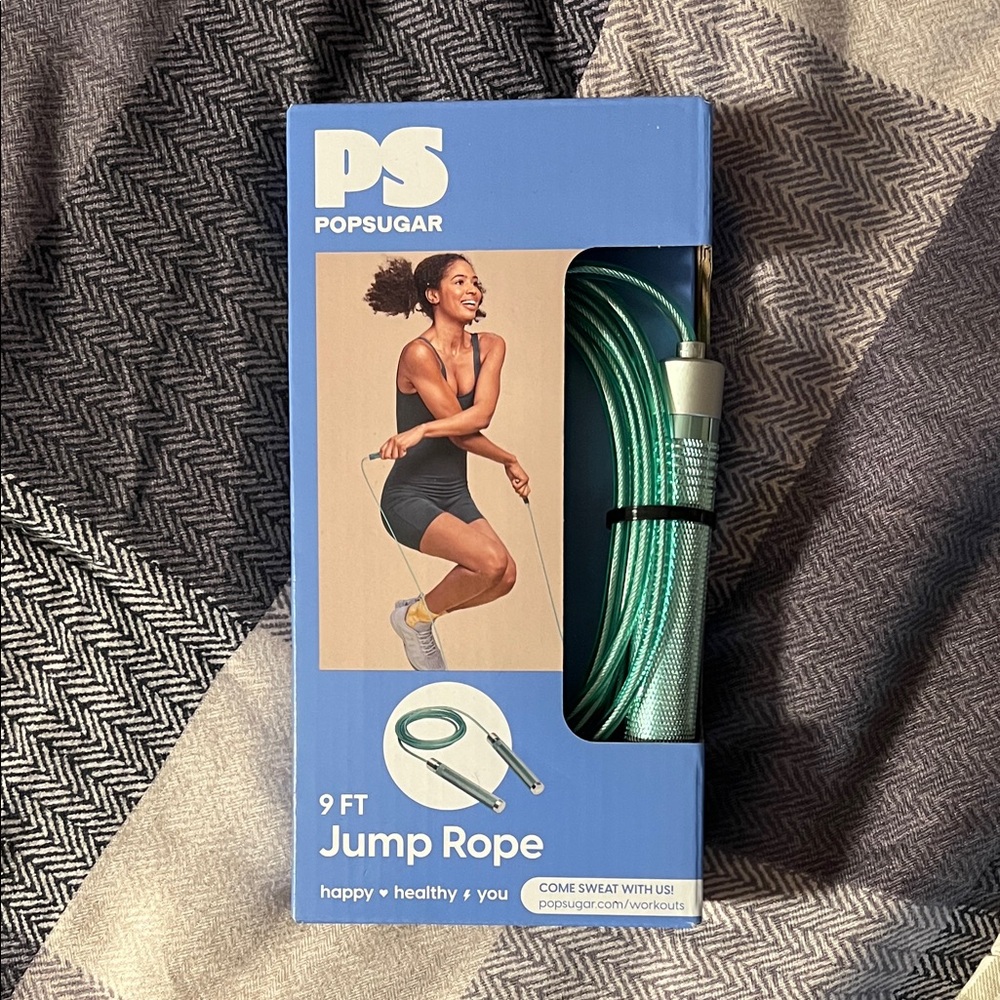 PS
POPSUGAR
9 FT
Jump Rope
happy ♥ healthy ⚡ you
COME SWEAT WITH US!
popsugar.com/workouts